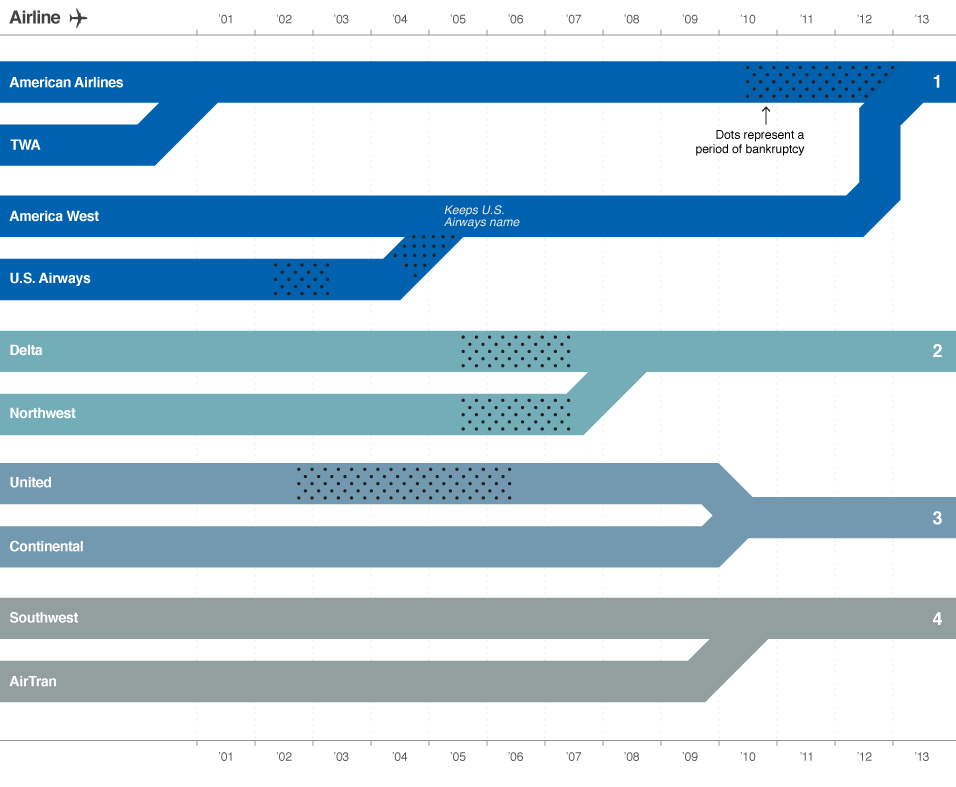 Airline
'01 '02 '03 '04 '05 '06 '07 '08 '09 '10 '11 '12 '13
American Airlines
1
Dots represent a
period of bankruptcy
TWA
America West
Keeps U.S.
Airways name
U.S. Airways
Delta
2
Northwest
United
3
Continental
Southwest
4
AirTran
'01 '02 '03 '04 '05 '06 '07 '08 '09 '10 '11 '12 '13